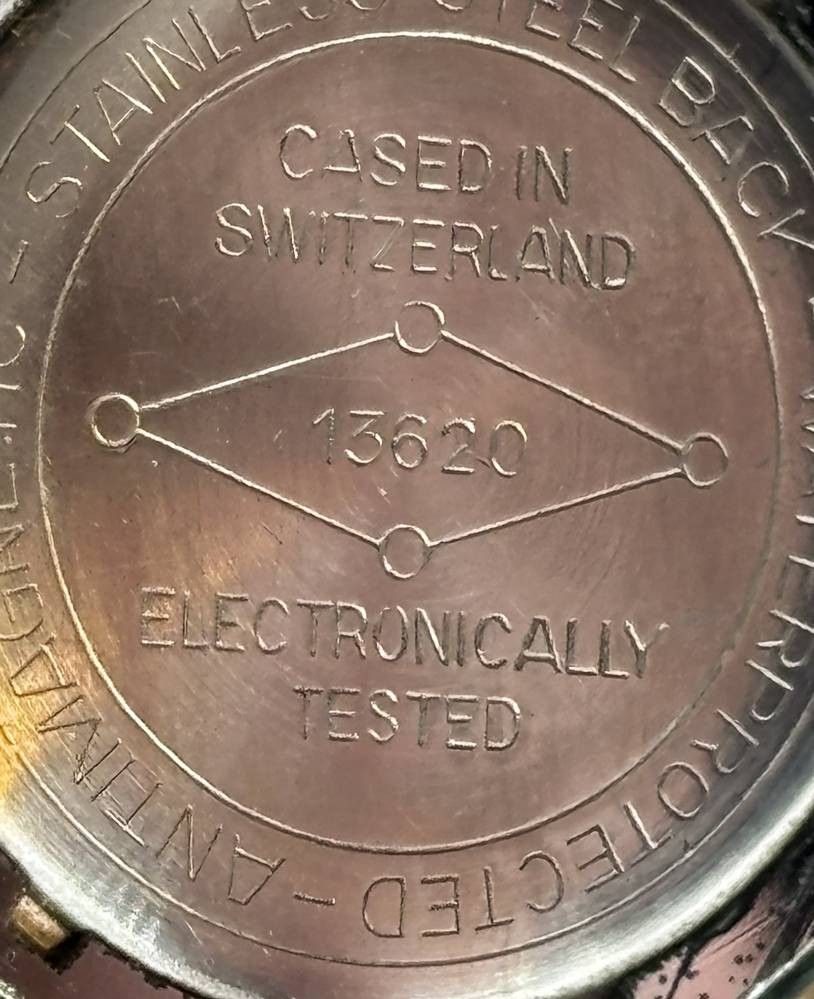 STAINLESS STEEL BACK - WATERPROTECTED - ANTIMAGNETIC -
CASED IN
SWITZERLAND
13620
ELECTRONICALLY
TESTED